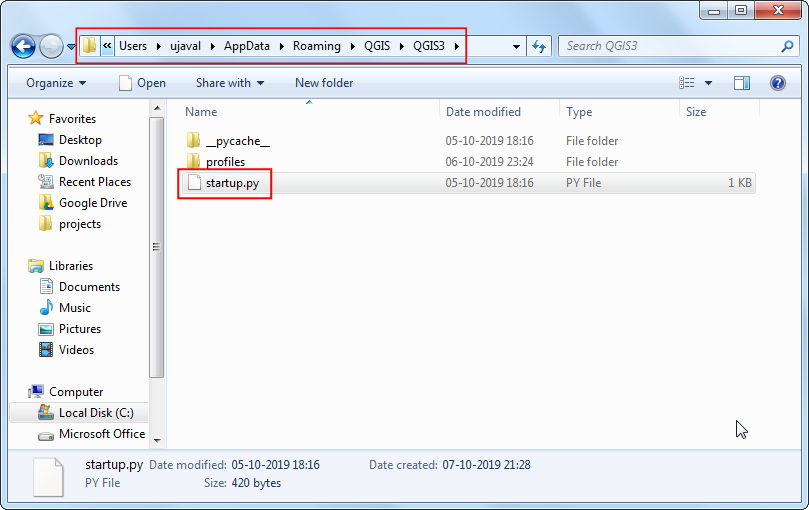 « Users ▸ ujaval ▸ AppData ▸ Roaming ▸ QGIS ▸ QGIS3 ▸
Search QGIS3
Organize Open Share with New folder
Name Date modified Type Size
__pycache__ 05-10-2019 18:16 File folder
profiles 06-10-2019 23:24 File folder
startup.py 05-10-2019 18:16 PY File 1 KB
Favorites
Desktop
Downloads
Recent Places
Google Drive
projects
Libraries
Documents
Music
Pictures
Videos
Computer
Local Disk (C:)
Microsoft Office
startup.py Date modified: 05-10-2019 18:16 Date created: 07-10-2019 21:28
PY File Size: 420 bytes